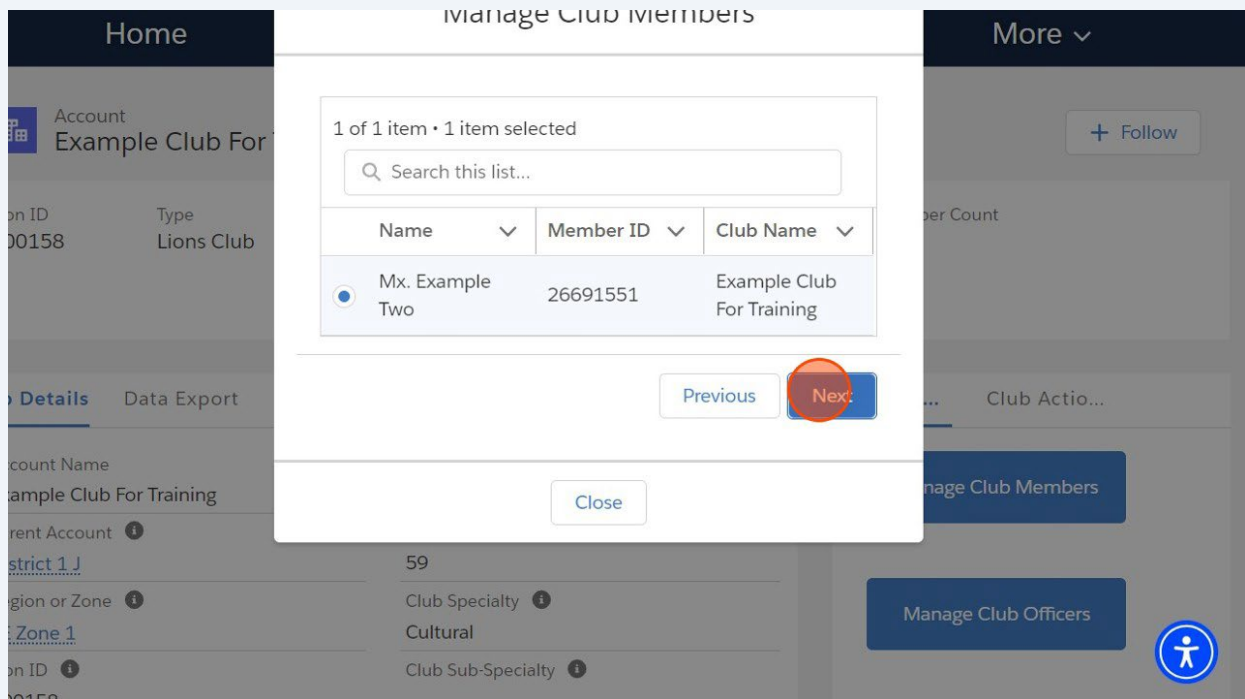 Manage Club Members
Home
More
Account
Example Club For
+ Follow
1 of 1 item • 1 item selected
Search this list...
on ID
Type
00158
Lions Club
Name
Member ID
Club Name
Mx. Example
Two
26691551
Example Club
For Training
Previous
Next
Details
Data Export
...
Club Actio...
count Name
ample Club For Training
Close
nage Club Members
rent Account
strict 1 J
59
egion or Zone
Club Specialty
Zone 1
Cultural
Manage Club Officers
on ID
Club Sub-Specialty